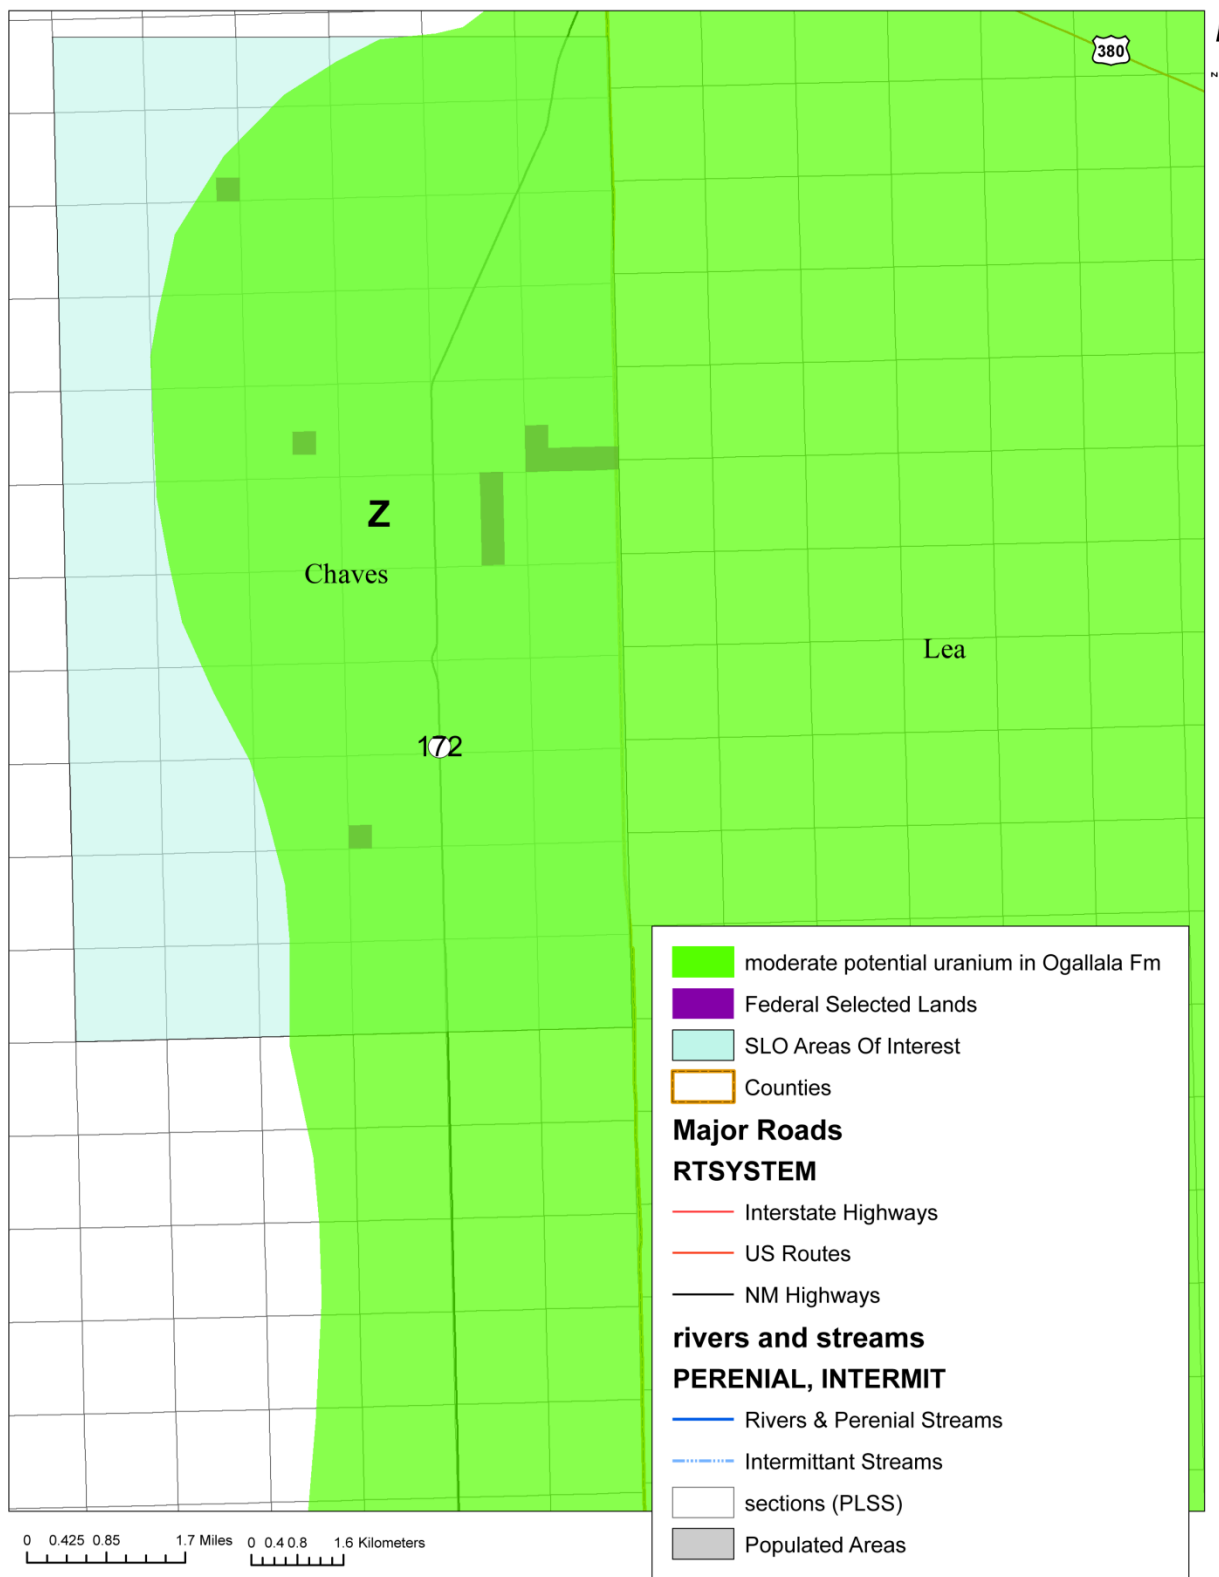 380
z
Z
Chaves
Lea
172
moderate potential uranium in Ogallala Fm
Federal Selected Lands
SLO Areas Of Interest
Counties
Major Roads
RTSYSTEM
Interstate Highways
US Routes
NM Highways
rivers and streams
PERENIAL, INTERMIT
Rivers & Perenial Streams
Intermittant Streams
sections (PLSS)
Populated Areas
0 0.425 0.85 1.7 Miles
0 0.4 0.8 1.6 Kilometers